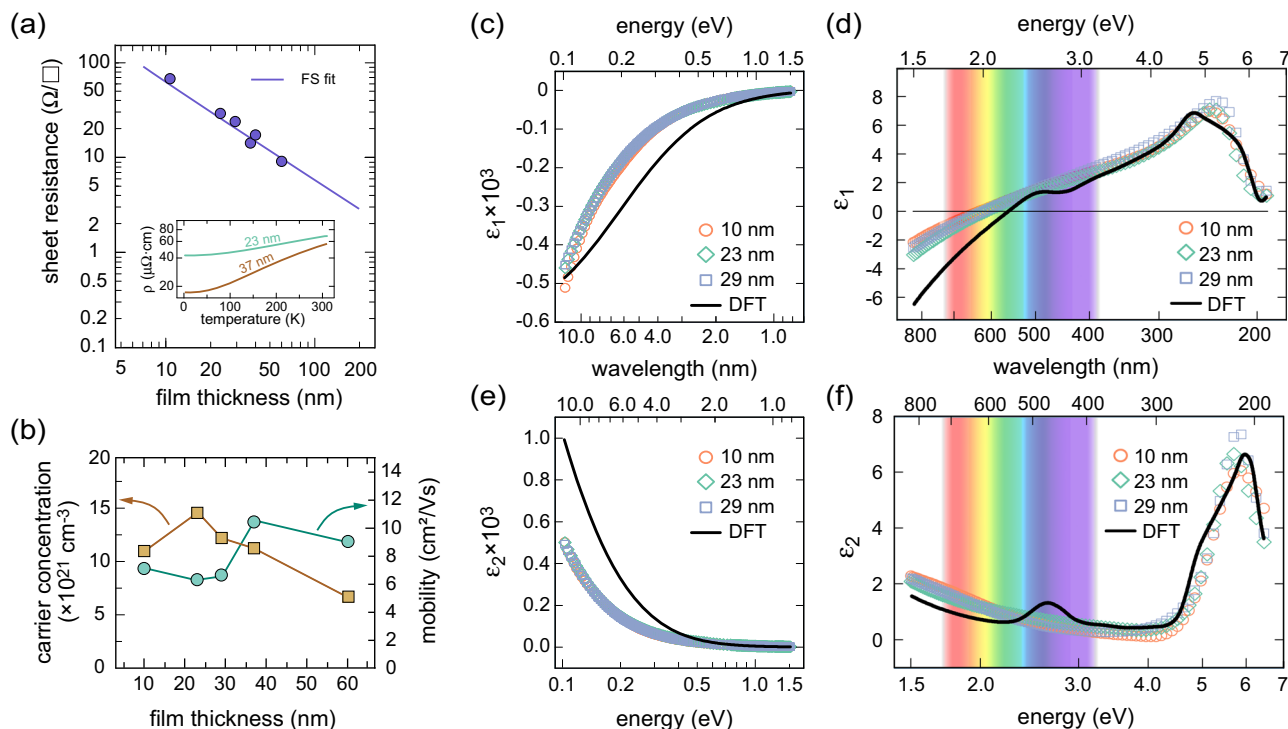 (a)
sheet resistance (Ω/□)
100
50
20
10
5
2
1
0.5
0.2
0.1
FS fit
ρ (μΩ·cm)
80
60
40
20
23 nm
37 nm
0 100 200 300
temperature (K)
5 10 20 50 100 200
film thickness (nm)
(b)
carrier concentration
(×10²¹ cm-3)
20
15
10
5
0
14
12
10
8
6
4
2
0
mobility (cm²/Vs)
10 20 30 40 50 60
film thickness (nm)
(c)
energy (eV)
0.1 0.2 0.5 1.0 1.5
ε₁×10³
0
-0.1
-0.2
-0.3
-0.4
-0.5
-0.6
10 nm
23 nm
29 nm
DFT
10.0 6.0 4.0 2.0 1.0
wavelength (nm)
(d)
energy (eV)
1.5 2.0 3.0 4 5 6 7
ε₁
8
6
4
2
0
-2
-4
-6
10 nm
23 nm
29 nm
DFT
800 600 500 400 300 200
wavelength (nm)
(e)
10.0 6.0 4.0 2.0 1.0
ε₂×10³
1.0
0.8
0.6
0.4
0.2
0
10 nm
23 nm
29 nm
DFT
0.1 0.2 0.5 1.0 1.5
energy (eV)
(f)
800 600 500 400 300 200
ε₂
8
6
4
2
0
10 nm
23 nm
29 nm
DFT
1.5 2.0 3.0 4 5 6 7
energy (eV)